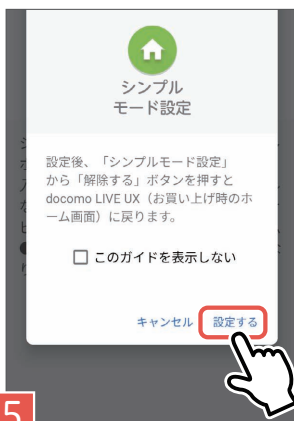 シンプル
モード設定
設定後、「シンプルモード設定」
から「解除する」ボタンを押すと
docomo LIVE UX（お買い上げ時のホ
ーム画面）に戻ります。
このガイドを表示しない
キャンセル 設定する
5